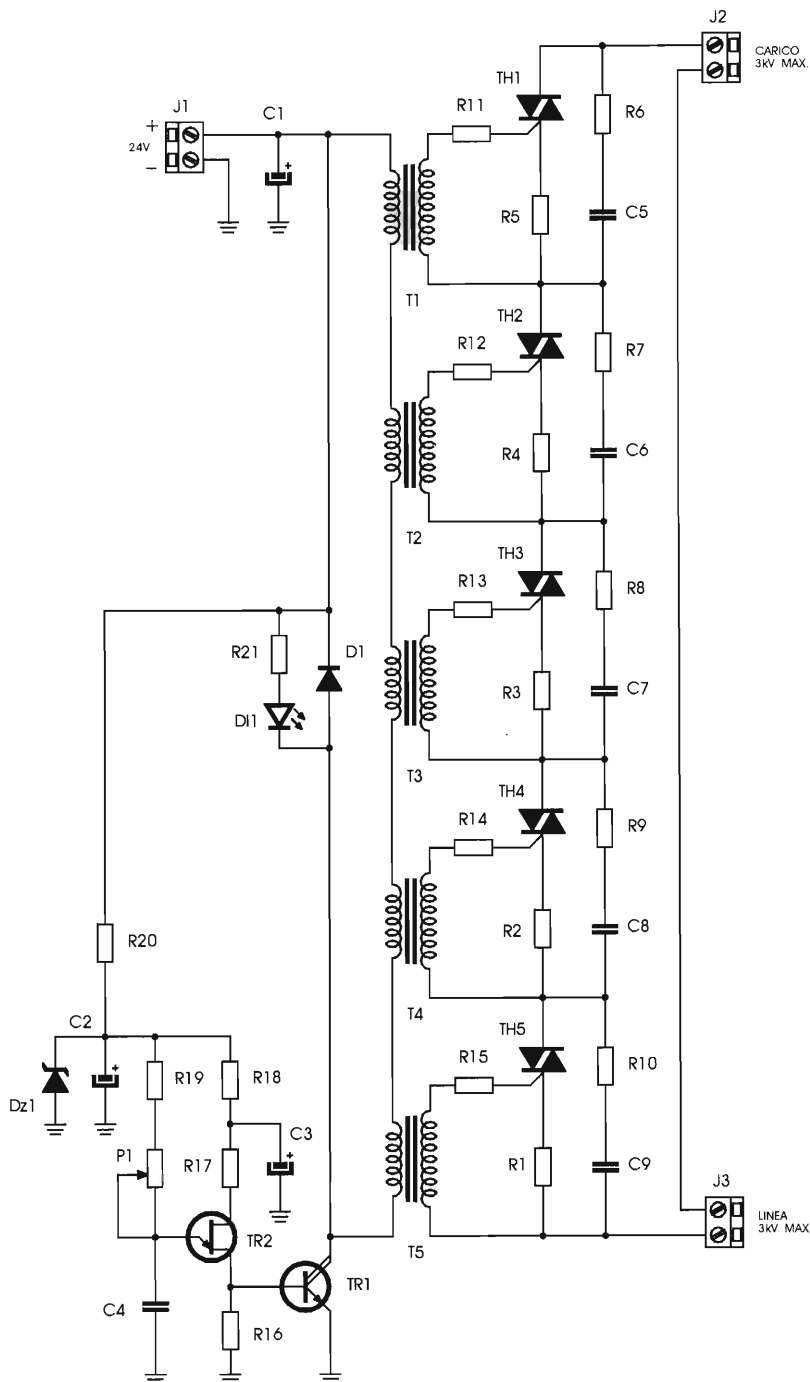 J2
CARICO
3kV MAX.
TH1
J1
C1
R11
R6
+
24V
−
+
R5
C5
T1
TH2
R12
R7
R4
C6
T2
TH3
R13
R8
R21
D1
R3
C7
Dl1
T3
TH4
R14
R9
R20
R2
C8
T4
C2
TH5
R15
R10
+
R19
R18
Dz1
C3
P1
R17
+
R1
C9
J3
LINEA
3kV MAX
TR2
T5
TR1
C4
R16